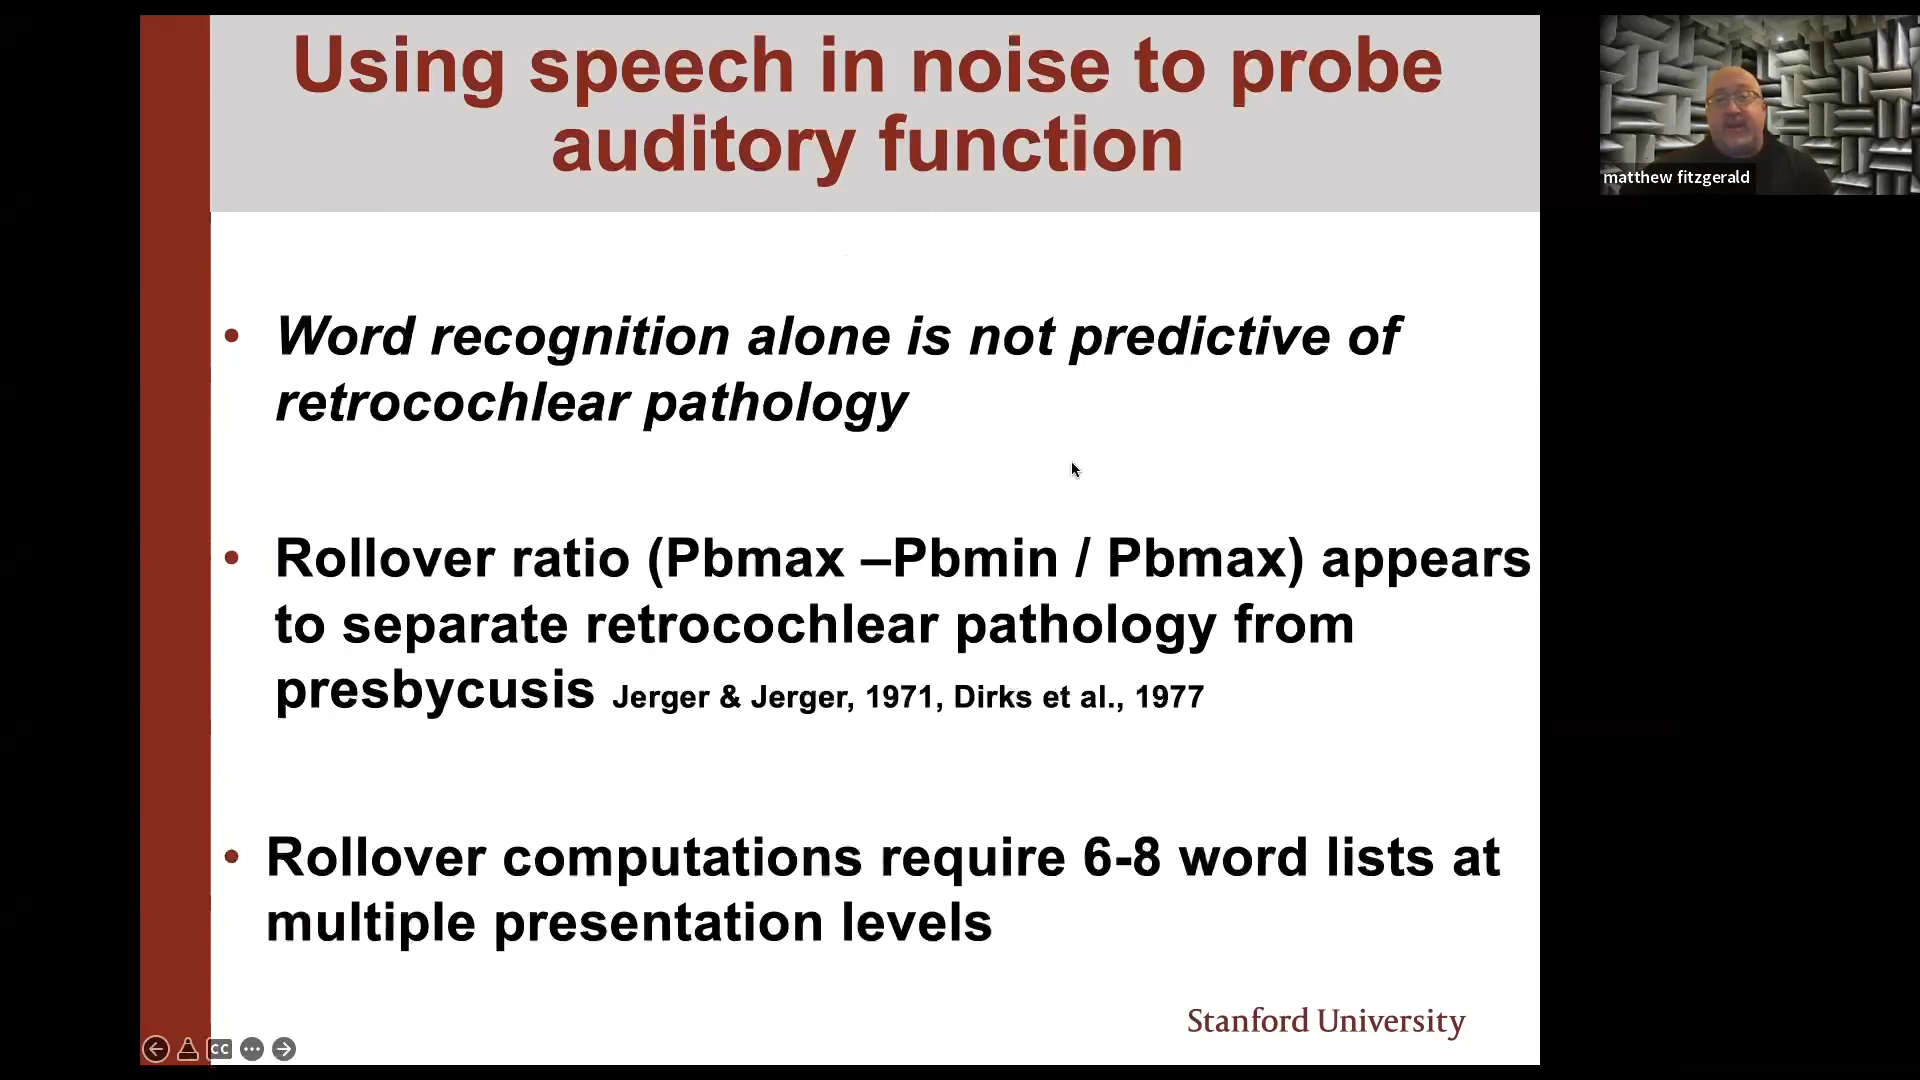 Using speech in noise to probe
auditory function
matthew fitzgerald
• Word recognition alone is not predictive of
retrocochlear pathology
• Rollover ratio (Pbmax –Pbmin / Pbmax) appears
to separate retrocochlear pathology from
presbycusis Jerger & Jerger, 1971, Dirks et al., 1977
• Rollover computations require 6-8 word lists at
multiple presentation levels
Stanford University
CC